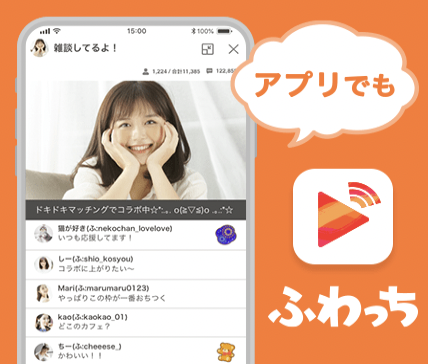 15:00
100%
雑談してるよ！
1,224 / 合計11,385
アプリでも
ドキドキマッチングでコラボ中☆*:.｡. o(≧▽≦)o .｡.:*☆
猫が好き(ふ:nekochan_lovelove)
いつも応援してます！
しー(ふ:shio_kosyou)
コラボに上がりたい〜
Mari(ふ:marumaru0123)
やっぱりこの枠が一番おちつく
kao(ふ:kaokao_01)
どこのカフェ？
ちー(ふ:cheeese_)
かわいい！！
ふわっち